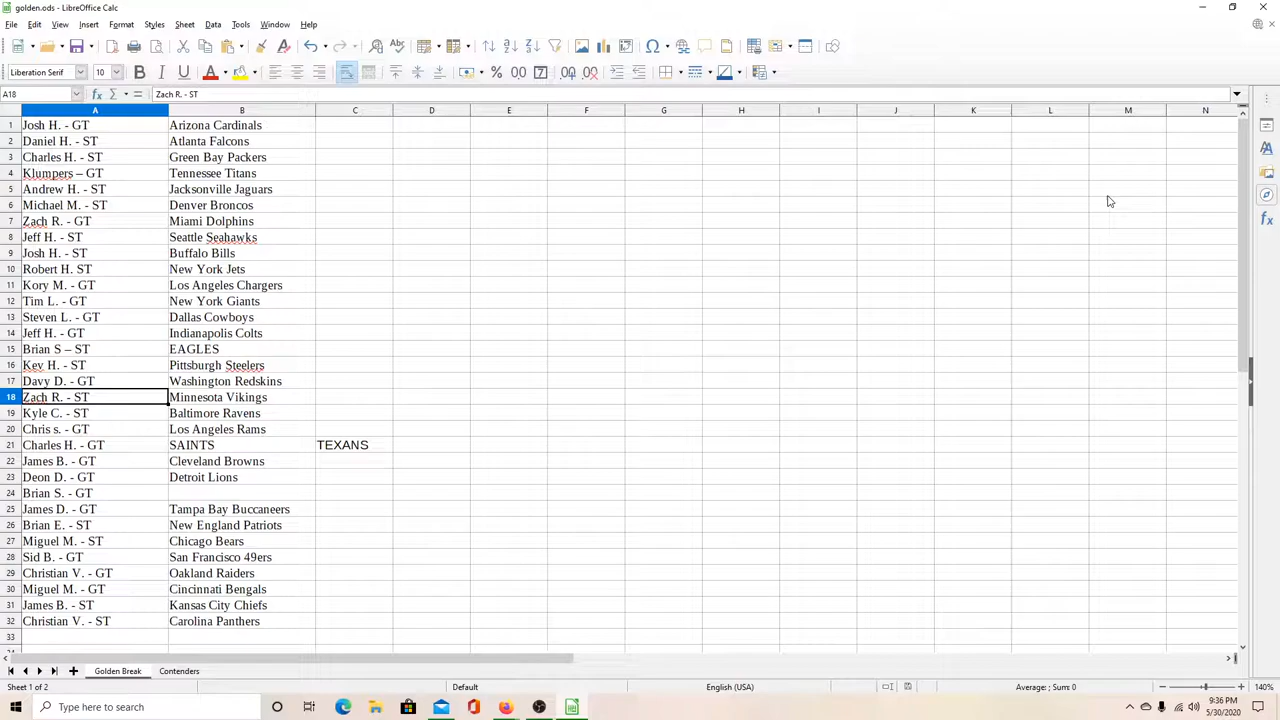 golden.ods - LibreOffice Calc
File Edit View Insert Format Styles Sheet Data Tools Window Help
Liberation Serif 10
A18 Zach R. - ST
A B C D E F G H I J K L M N
1 Josh H. - GT Arizona Cardinals
2 Daniel H. - ST Atlanta Falcons
3 Charles H. - ST Green Bay Packers
4 Klumpers – GT Tennessee Titans
5 Andrew H. - ST Jacksonville Jaguars
6 Michael M. - ST Denver Broncos
7 Zach R. - GT Miami Dolphins
8 Jeff H. - ST Seattle Seahawks
9 Josh H. - ST Buffalo Bills
10 Robert H. ST New York Jets
11 Kory M. - GT Los Angeles Chargers
12 Tim L. - GT New York Giants
13 Steven L. - GT Dallas Cowboys
14 Jeff H. - GT Indianapolis Colts
15 Brian S – ST EAGLES
16 Kev H. - ST Pittsburgh Steelers
17 Davy D. - GT Washington Redskins
18 Zach R. - ST Minnesota Vikings
19 Kyle C. - ST Baltimore Ravens
20 Chris s. - GT Los Angeles Rams
21 Charles H. - GT SAINTS TEXANS
22 James B. - GT Cleveland Browns
23 Deon D. - GT Detroit Lions
24 Brian S. - GT
25 James D. - GT Tampa Bay Buccaneers
26 Brian E. - ST New England Patriots
27 Miguel M. - ST Chicago Bears
28 Sid B. - GT San Francisco 49ers
29 Christian V. - GT Oakland Raiders
30 Miguel M. - GT Cincinnati Bengals
31 James B. - ST Kansas City Chiefs
32 Christian V. - ST Carolina Panthers
33
Golden Break Contenders
Sheet 1 of 2 Default English (USA) Average: ; Sum: 0 140%
Type here to search 9:36 PM
5/30/2020